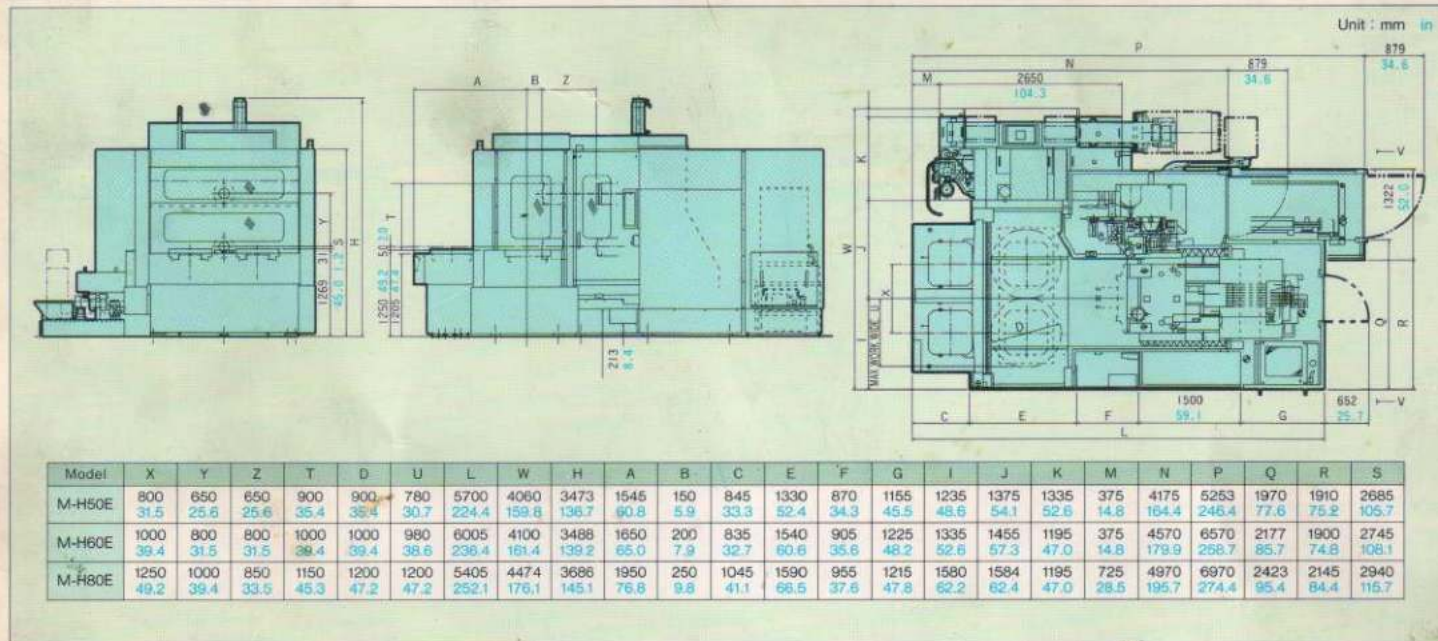 Unit : mm in
P
879
34.6
N
879
34.6
M
2650
104.3
A
B
Z
K
V
1322
52.0
W
J
X
I
MAX.WORK WIDE U
Q
R
V
T
50 2.0
1250 49.2
1205 47.4
213
8.4
Y
S
H
1269 31
1.2
C
E
F
1500
59.1
G
652
25.7
L
Model X Y Z T D U L W H A B C E F G I J K M N P Q R S
M-H50E 800 650 650 900 900 780 5700 4060 3473 1545 150 845 1330 870 1155 1235 1375 1335 375 4175 5253 1970 1910 2685
31.5 25.6 25.6 35.4 35.4 30.7 224.4 159.8 136.7 60.8 5.9 33.3 52.4 34.3 45.5 48.6 54.1 52.6 14.8 164.4 246.4 77.6 75.2 105.7
M-H60E 1000 800 800 1000 1000 980 6005 4100 3488 1650 200 835 1540 905 1225 1335 1455 1195 375 4570 6570 2177 1900 2745
39.4 31.5 31.5 39.4 39.4 38.6 236.4 161.4 139.2 65.0 7.9 32.7 60.6 35.6 48.2 52.6 57.3 47.0 14.8 179.9 258.7 85.7 74.8 108.1
M-H80E 1250 1000 850 1150 1200 1200 5405 4474 3686 1950 250 1045 1590 955 1215 1580 1584 1195 725 4970 6970 2423 2145 2940
49.2 39.4 33.5 45.3 47.2 47.2 252.1 176.1 145.1 76.8 9.8 41.1 66.5 37.6 47.8 62.2 62.4 47.0 28.5 195.7 274.4 95.4 84.4 115.7